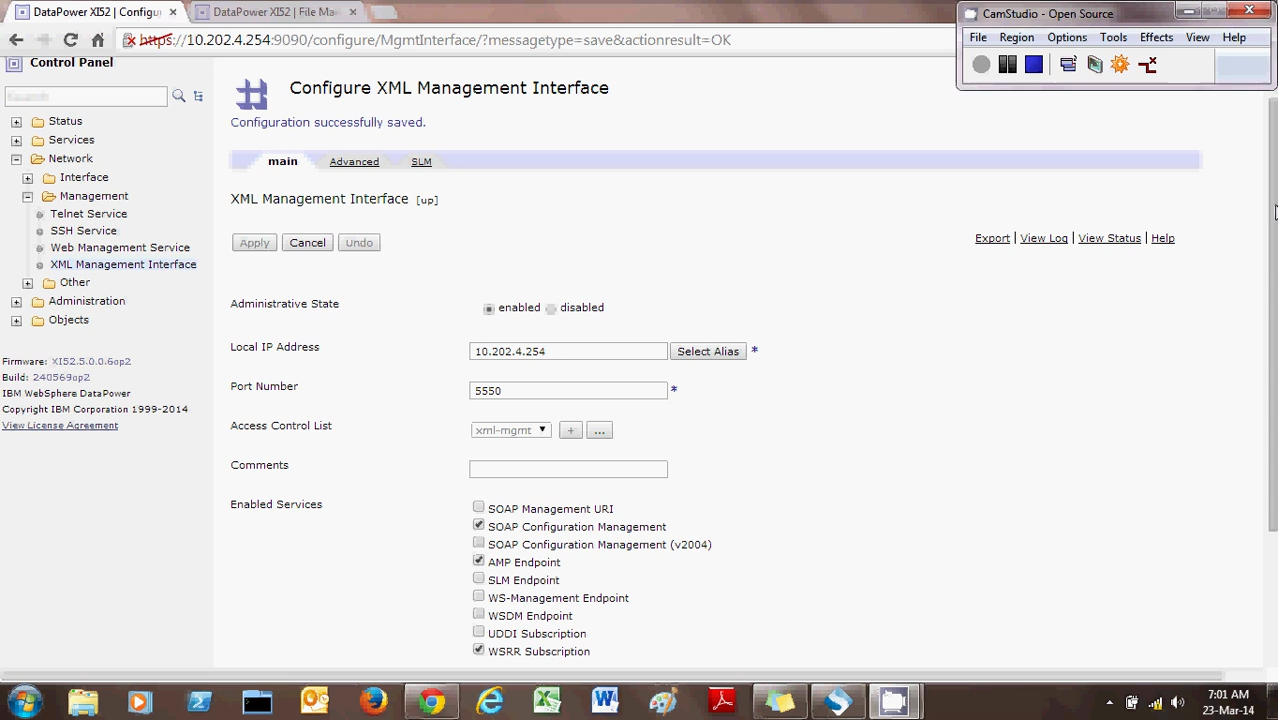 DataPower XI52 | Configu
DataPower XI52 | File Ma
CamStudio - Open Source
File Region Options Tools Effects View Help
https://10.202.4.254:9090/configure/MgmtInterface/?messagetype=save&actionresult=OK
Control Panel
Search
Status
Services
Network
Interface
Management
Telnet Service
SSH Service
Web Management Service
XML Management Interface
Other
Administration
Objects
Firmware: XI52.5.0.0.6ap2
Build: 240569ap2
IBM WebSphere DataPower
Copyright IBM Corporation 1999-2014
View License Agreement
Configure XML Management Interface
Configuration successfully saved.
main Advanced SLM
XML Management Interface [up]
Apply Cancel Undo
Export | View Log | View Status | Help
Administrative State enabled disabled
Local IP Address 10.202.4.254 Select Alias *
Port Number 5550 *
Access Control List xml-mgmt + ...
Comments
Enabled Services
SOAP Management URI
SOAP Configuration Management
SOAP Configuration Management (v2004)
AMP Endpoint
SLM Endpoint
WS-Management Endpoint
WSDM Endpoint
UDDI Subscription
WSRR Subscription
7:01 AM
23-Mar-14